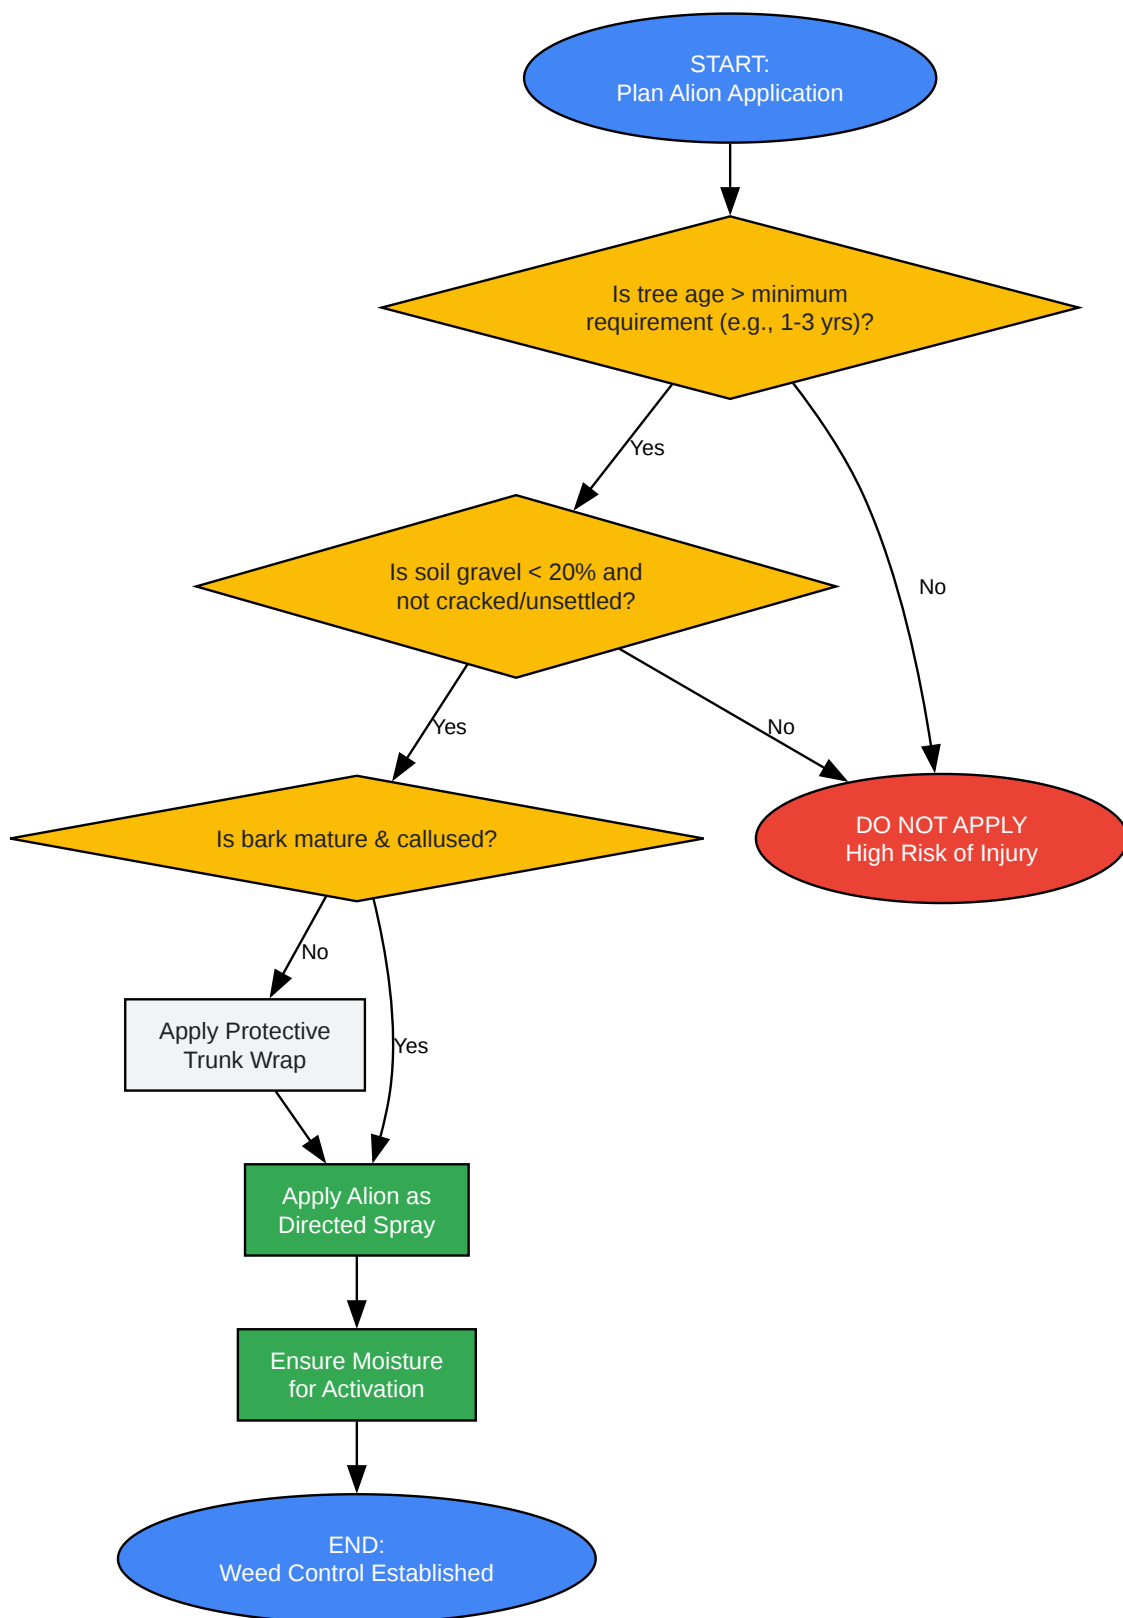 START:
Plan Alion Application
Is tree age > minimum
requirement (e.g., 1-3 yrs)?
Yes
No
Is soil gravel < 20% and
not cracked/unsettled?
Yes
No
Is bark mature & callused?
DO NOT APPLY
High Risk of Injury
No
Yes
Apply Protective
Trunk Wrap
Apply Alion as
Directed Spray
Ensure Moisture
for Activation
END:
Weed Control Established